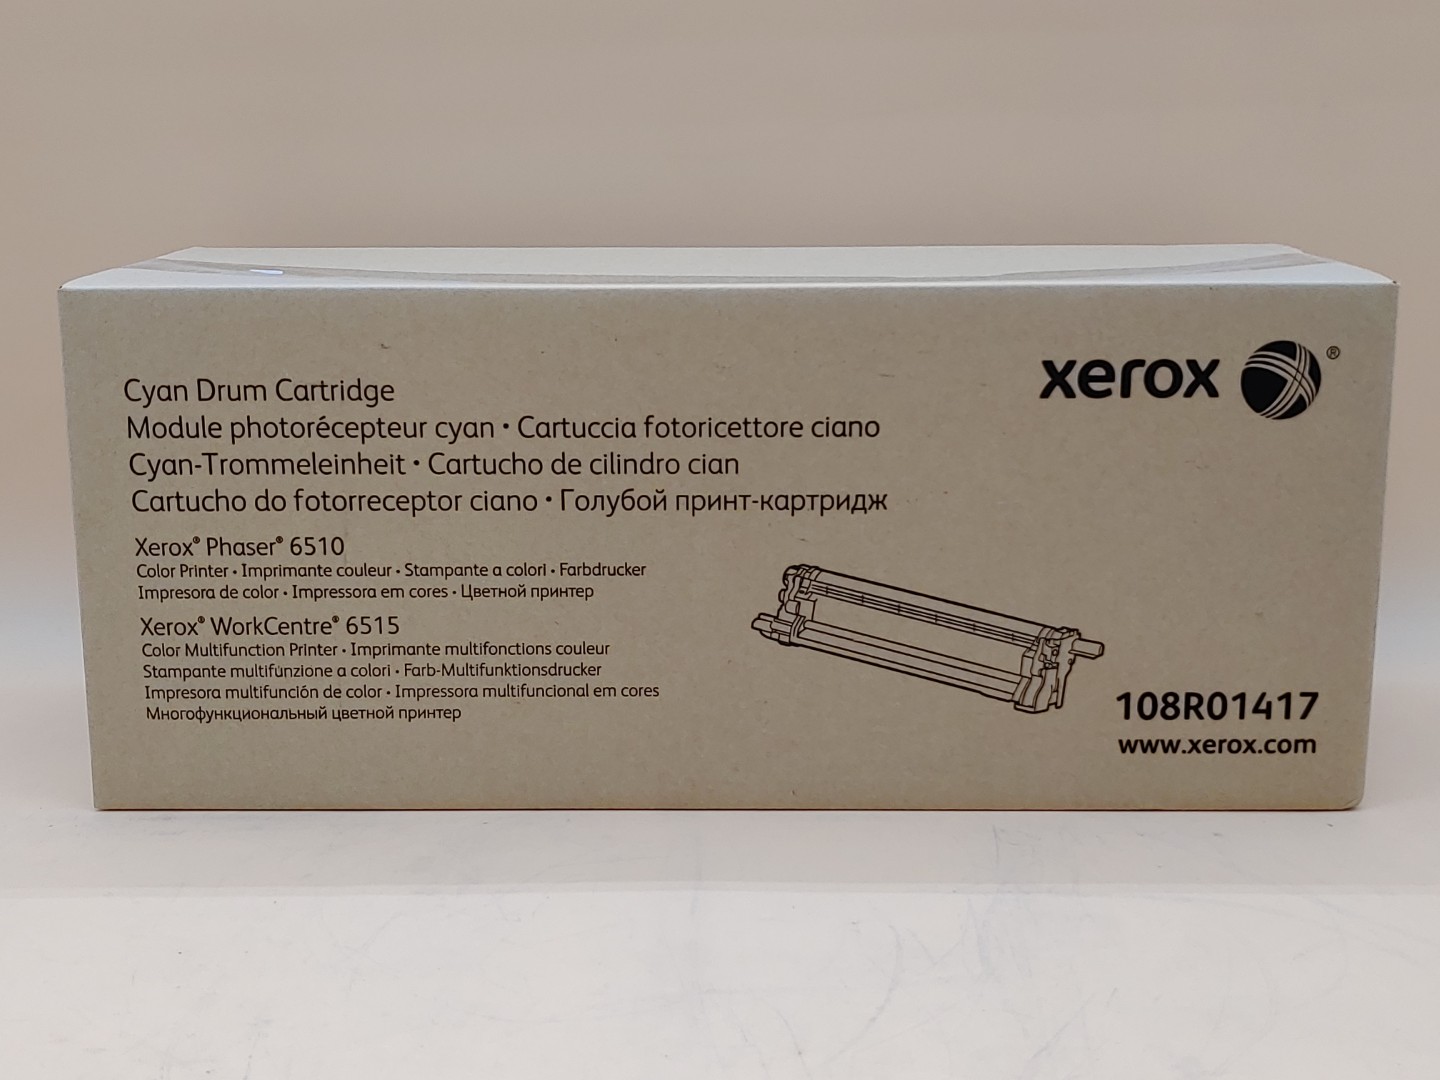 xerox ®
Cyan Drum Cartridge
Module photorécepteur cyan • Cartuccia fotoricettore ciano
Cyan-Trommeleinheit • Cartucho de cilindro cian
Cartucho do fotorreceptor ciano • Голубой принт-картридж
Xerox® Phaser® 6510
Color Printer • Imprimante couleur • Stampante a colori • Farbdrucker
Impresora de color • Impressora em cores • Цветной принтер
Xerox® WorkCentre® 6515
Color Multifunction Printer • Imprimante multifonctions couleur
Stampante multifunzione a colori • Farb-Multifunktionsdrucker
Impresora multifunción de color • Impressora multifuncional em cores
Многофункциональный цветной принтер
108R01417
www.xerox.com